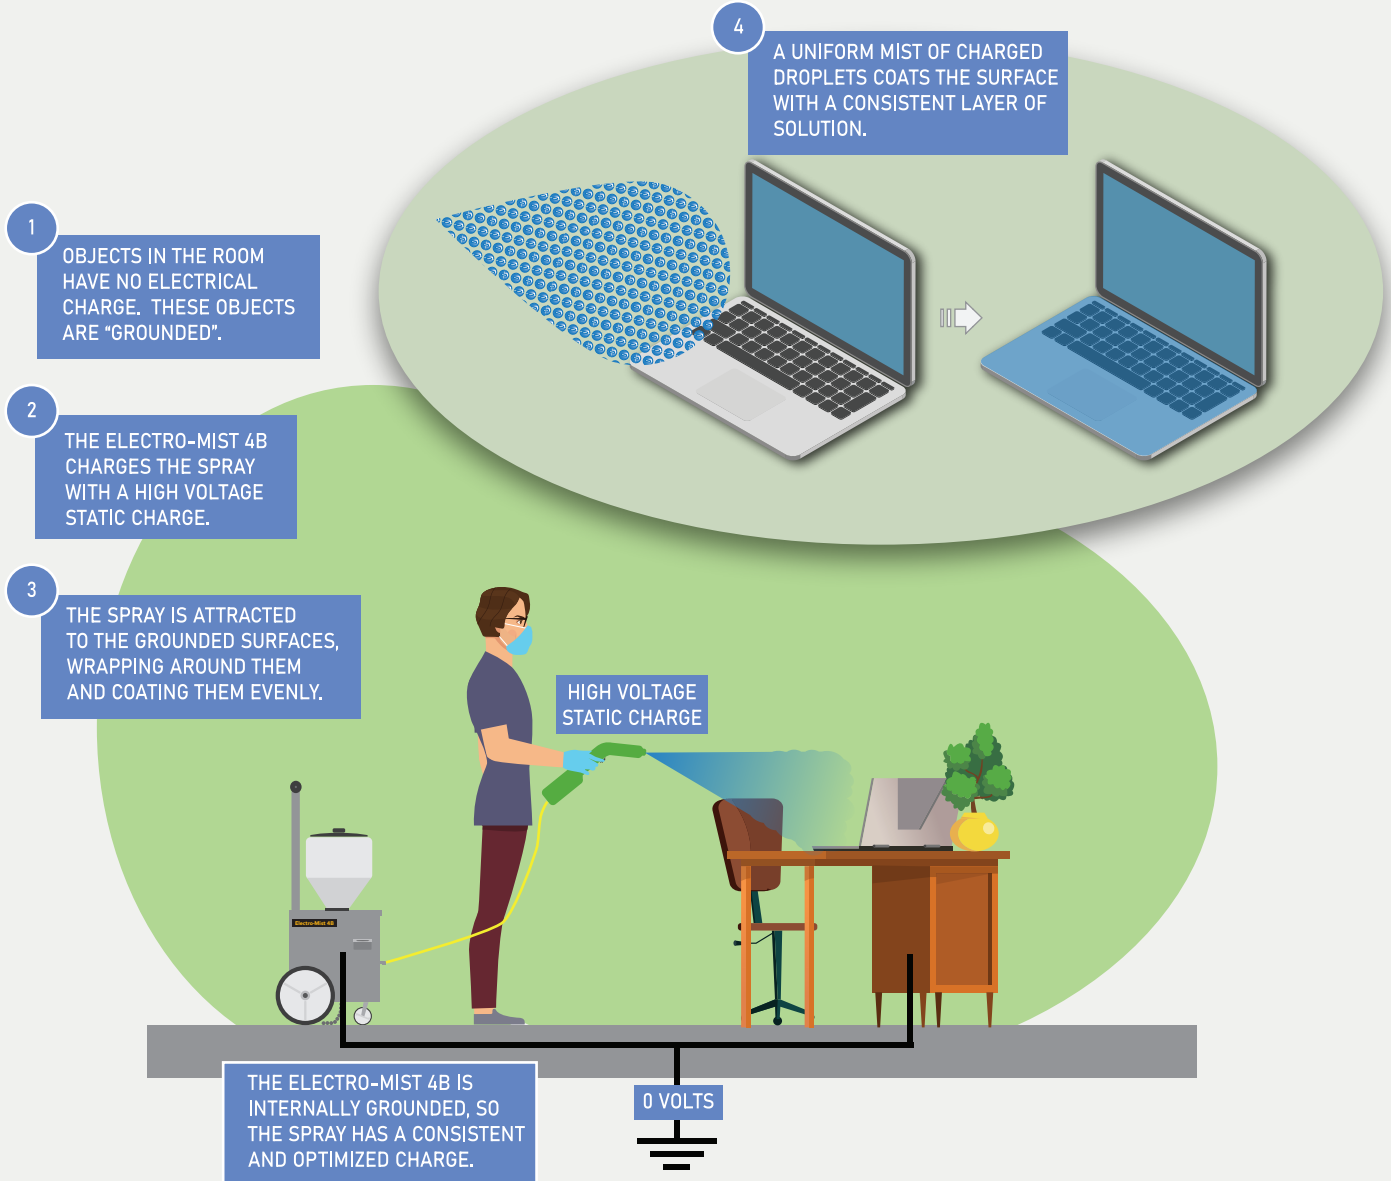 1
OBJECTS IN THE ROOM
HAVE NO ELECTRICAL
CHARGE. THESE OBJECTS
ARE “GROUNDED”.
2
THE ELECTRO-MIST 4B
CHARGES THE SPRAY
WITH A HIGH VOLTAGE
STATIC CHARGE.
3
THE SPRAY IS ATTRACTED
TO THE GROUNDED SURFACES,
WRAPPING AROUND THEM
AND COATING THEM EVENLY.
4
A UNIFORM MIST OF CHARGED
DROPLETS COATS THE SURFACE
WITH A CONSISTENT LAYER OF
SOLUTION.
HIGH VOLTAGE
STATIC CHARGE
Electro-Mist 4B
THE ELECTRO-MIST 4B IS
INTERNALLY GROUNDED, SO
THE SPRAY HAS A CONSISTENT
AND OPTIMIZED CHARGE.
0 VOLTS